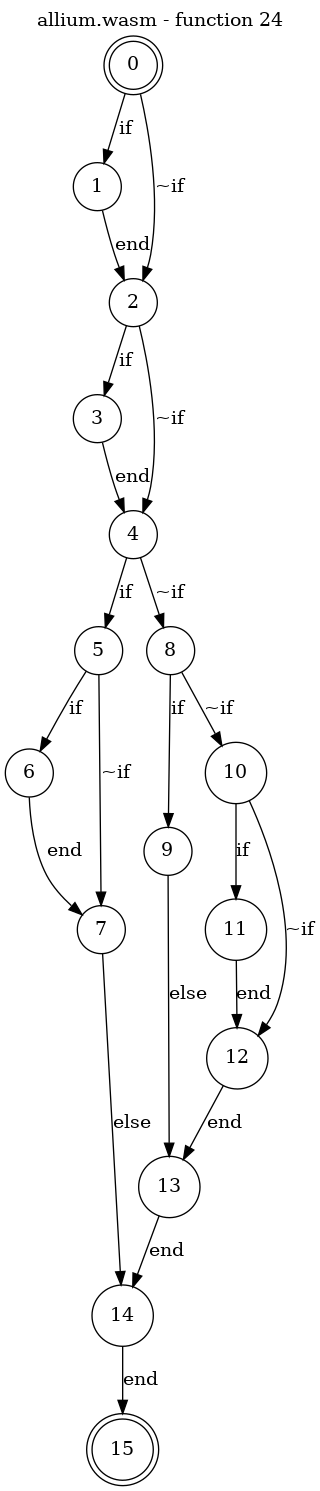 allium.wasm - function 24
0
if
~if
1
end
2
if
~if
3
end
4
if
~if
5
8
if
~if
if
~if
6
10
9
end
if
~if
7
11
else
end
12
else
end
13
end
14
end
15